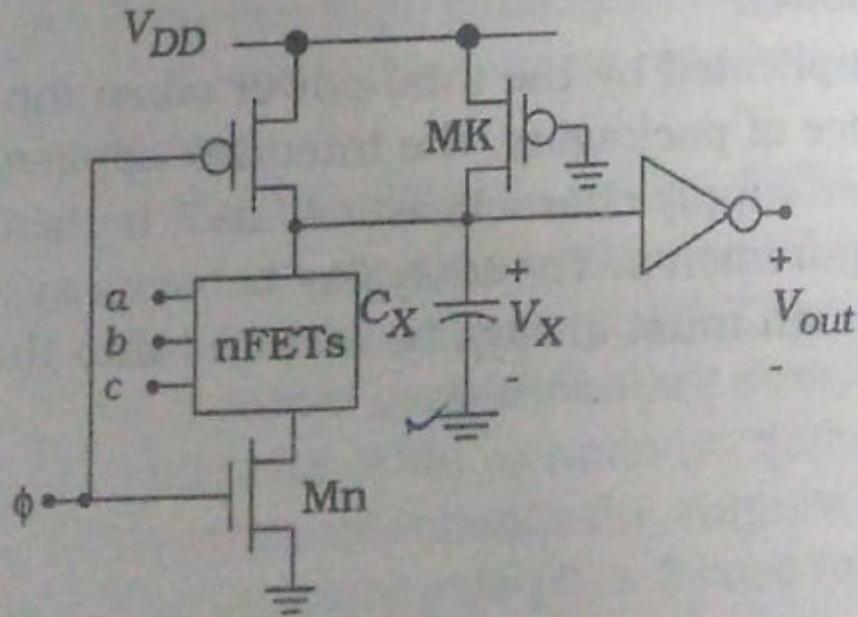 V_DD
MK
a
b
c
nFETs
C_X
+
V_X
-
+
V_out
-
ϕ
Mn